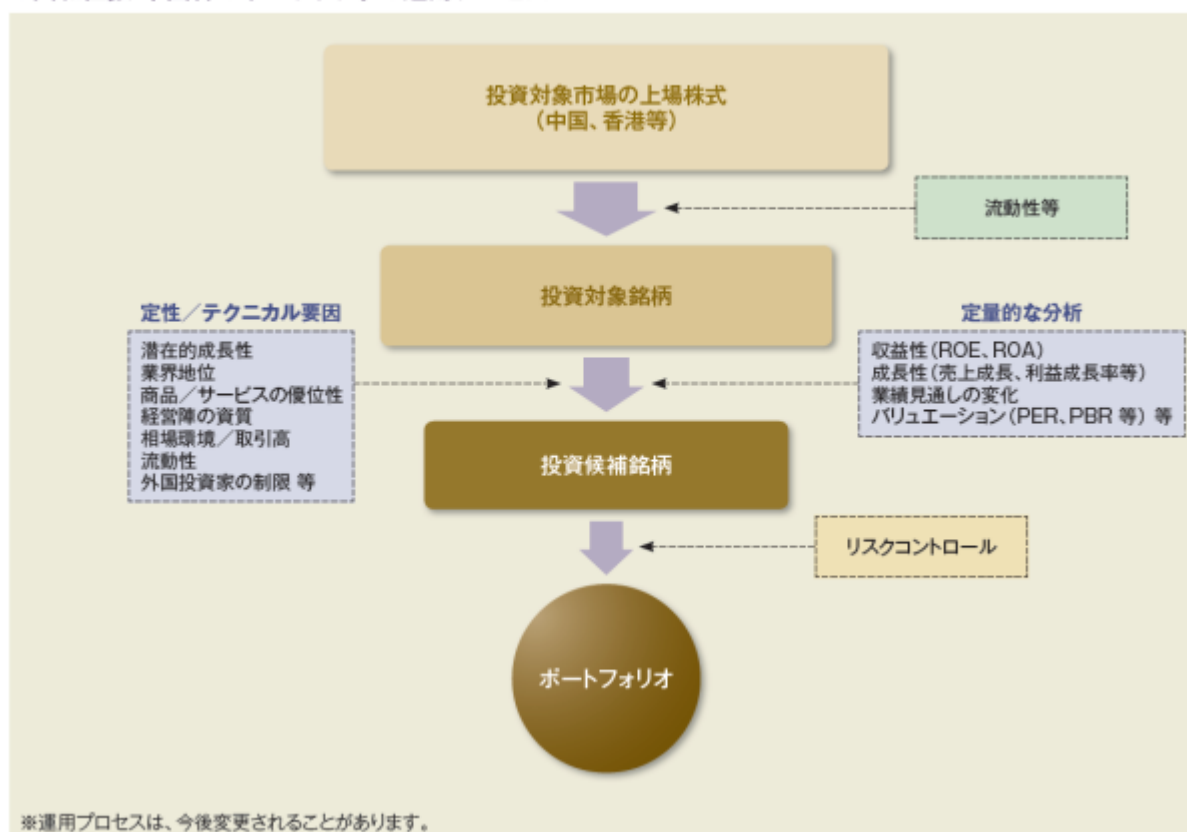 投資対象市場の上場株式
(中国、香港等)
流動性等
投資対象銘柄
定性／テクニカル要因
潜在的成長性
業界地位
商品／サービスの優位性
経営陣の資質
相場環境／取引高
流動性
外国投資家の制限 等
定量的な分析
収益性(ROE、ROA)
成長性(売上成長、利益成長率等)
業績見通しの変化
バリュエーション(PER、PBR 等) 等
投資候補銘柄
リスクコントロール
ポートフォリオ
※運用プロセスは、今後変更されることがあります。